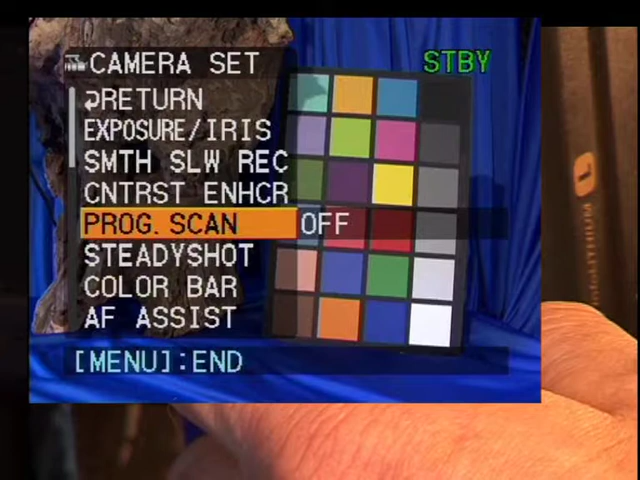 CAMERA SET
STBY
RETURN
EXPOSURE/IRIS
SMTH SLW REC
CNTRST ENHCR
PROG. SCAN OFF
STEADYSHOT
COLOR BAR
AF ASSIST
[MENU]:END